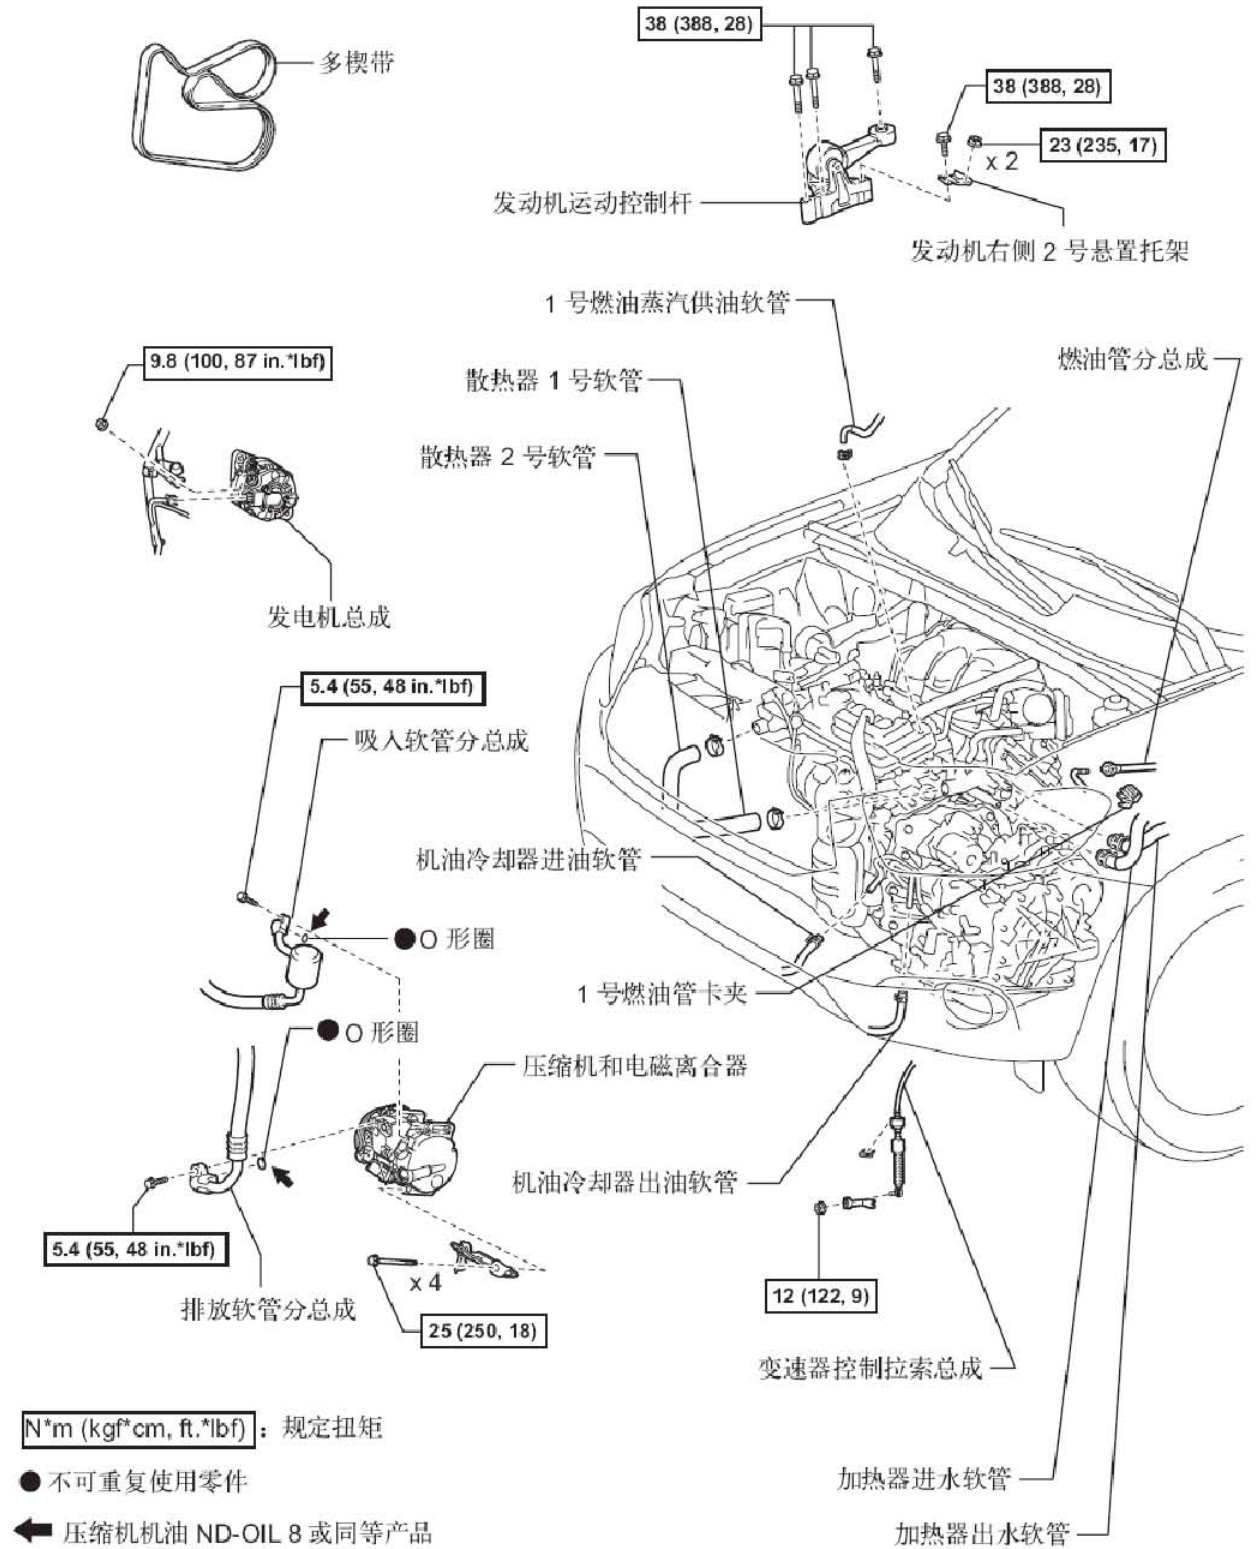 38 (388, 28)
多楔带
38 (388, 28)
23 (235, 17)
x 2
发动机运动控制杆
发动机右侧 2 号悬置托架
1 号燃油蒸汽供油软管
9.8 (100, 87 in.*lbf)
燃油管分总成
散热器 1 号软管
散热器 2 号软管
发电机总成
5.4 (55, 48 in.*lbf)
吸入软管分总成
机油冷却器进油软管
●O 形圈
1 号燃油管卡夹
●O 形圈
压缩机和电磁离合器
机油冷却器出油软管
5.4 (55, 48 in.*lbf)
x 4
12 (122, 9)
排放软管分总成
25 (250, 18)
变速器控制拉索总成
N*m (kgf*cm, ft.*lbf) : 规定扭矩
加热器进水软管
● 不可重复使用零件
压缩机机油 ND-OIL 8 或同等产品
加热器出水软管